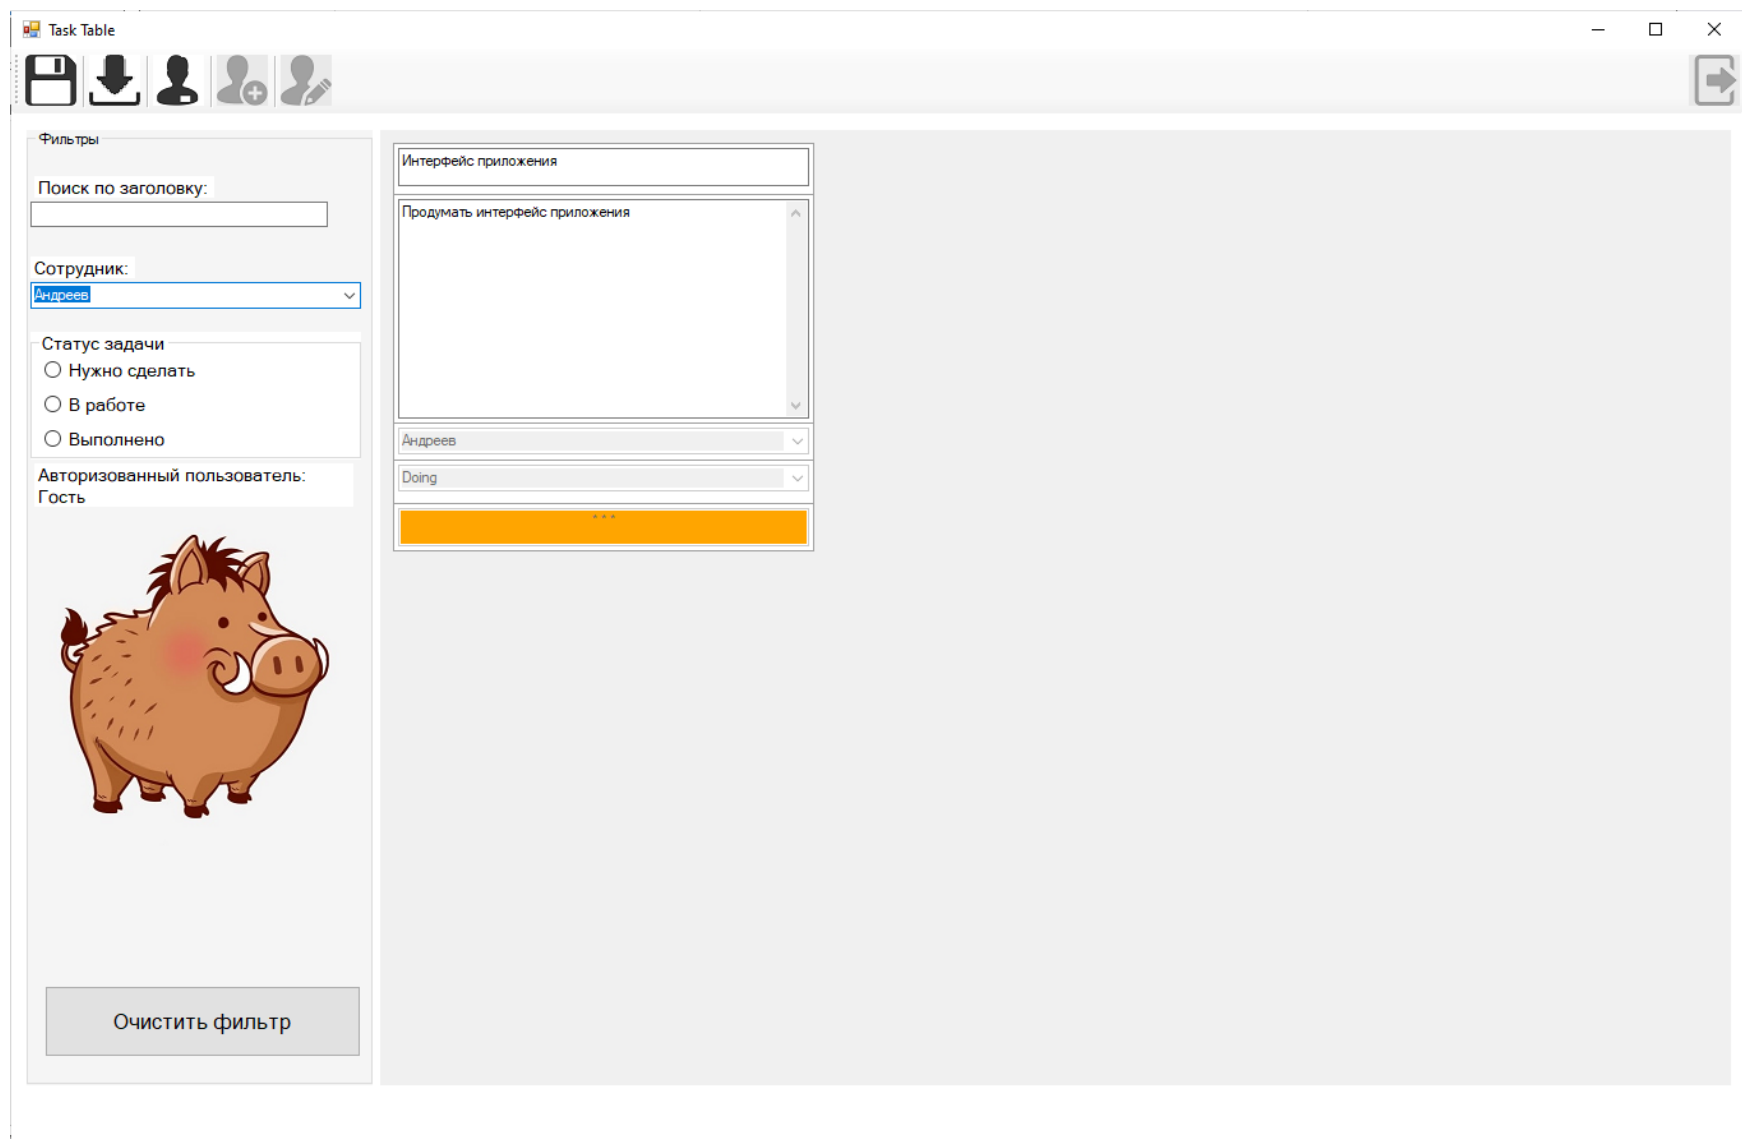 Task Table
Фильтры
Поиск по заголовку:
Сотрудник:
Андреев
Статус задачи
Нужно сделать
В работе
Выполнено
Авторизованный пользователь:
Гость
Очистить фильтр
Интерфейс приложения
Продумать интерфейс приложения
Андреев
Doing
...